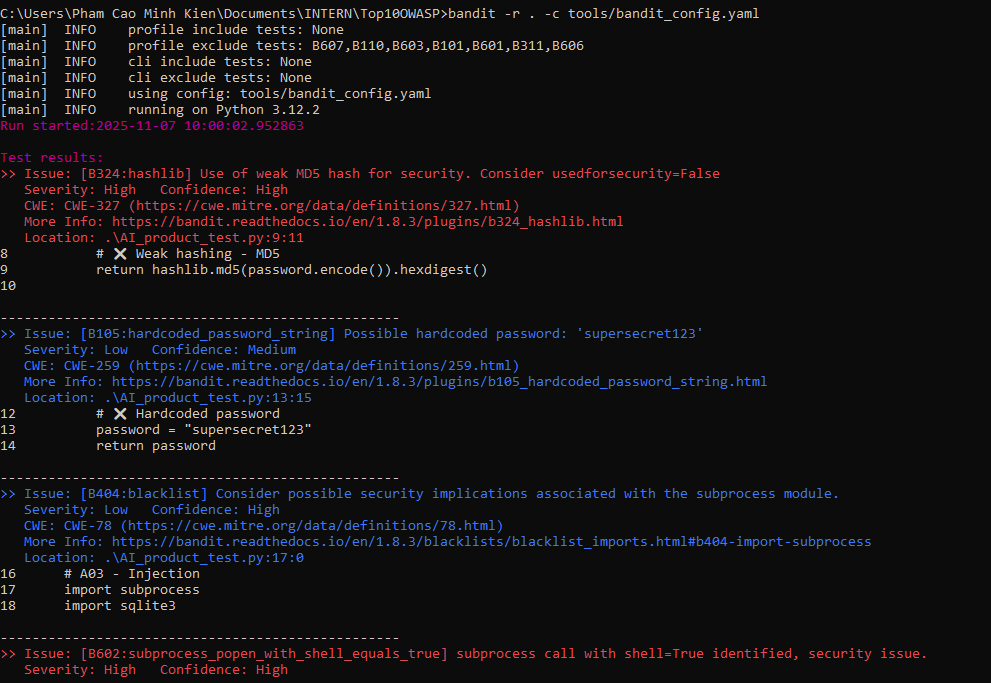 C:\Users\Pham Cao Minh Kien\Documents\INTERN\Top10OWASP>bandit -r . -c tools/bandit_config.yaml
[main]  INFO    profile include tests: None
[main]  INFO    profile exclude tests: B607,B110,B603,B101,B601,B311,B606
[main]  INFO    cli include tests: None
[main]  INFO    cli exclude tests: None
[main]  INFO    using config: tools/bandit_config.yaml
[main]  INFO    running on Python 3.12.2
Run started:2025-11-07 10:00:02.952863

Test results:
>> Issue: [B324:hashlib] Use of weak MD5 hash for security. Consider usedforsecurity=False
   Severity: High   Confidence: High
   CWE: CWE-327 (https://cwe.mitre.org/data/definitions/327.html)
   More Info: https://bandit.readthedocs.io/en/1.8.3/plugins/b324_hashlib.html
   Location: .\AI_product_test.py:9:11
8           # ❌ Weak hashing - MD5
9           return hashlib.md5(password.encode()).hexdigest()
10

--------------------------------------------------
>> Issue: [B105:hardcoded_password_string] Possible hardcoded password: 'supersecret123'
   Severity: Low   Confidence: Medium
   CWE: CWE-259 (https://cwe.mitre.org/data/definitions/259.html)
   More Info: https://bandit.readthedocs.io/en/1.8.3/plugins/b105_hardcoded_password_string.html
   Location: .\AI_product_test.py:13:15
12          # ❌ Hardcoded password
13          password = "supersecret123"
14          return password

--------------------------------------------------
>> Issue: [B404:blacklist] Consider possible security implications associated with the subprocess module.
   Severity: Low   Confidence: High
   CWE: CWE-78 (https://cwe.mitre.org/data/definitions/78.html)
   More Info: https://bandit.readthedocs.io/en/1.8.3/blacklists/blacklist_imports.html#b404-import-subprocess
   Location: .\AI_product_test.py:17:0
16      # A03 - Injection
17      import subprocess
18      import sqlite3

--------------------------------------------------
>> Issue: [B602:subprocess_popen_with_shell_equals_true] subprocess call with shell=True identified, security issue.
   Severity: High   Confidence: High